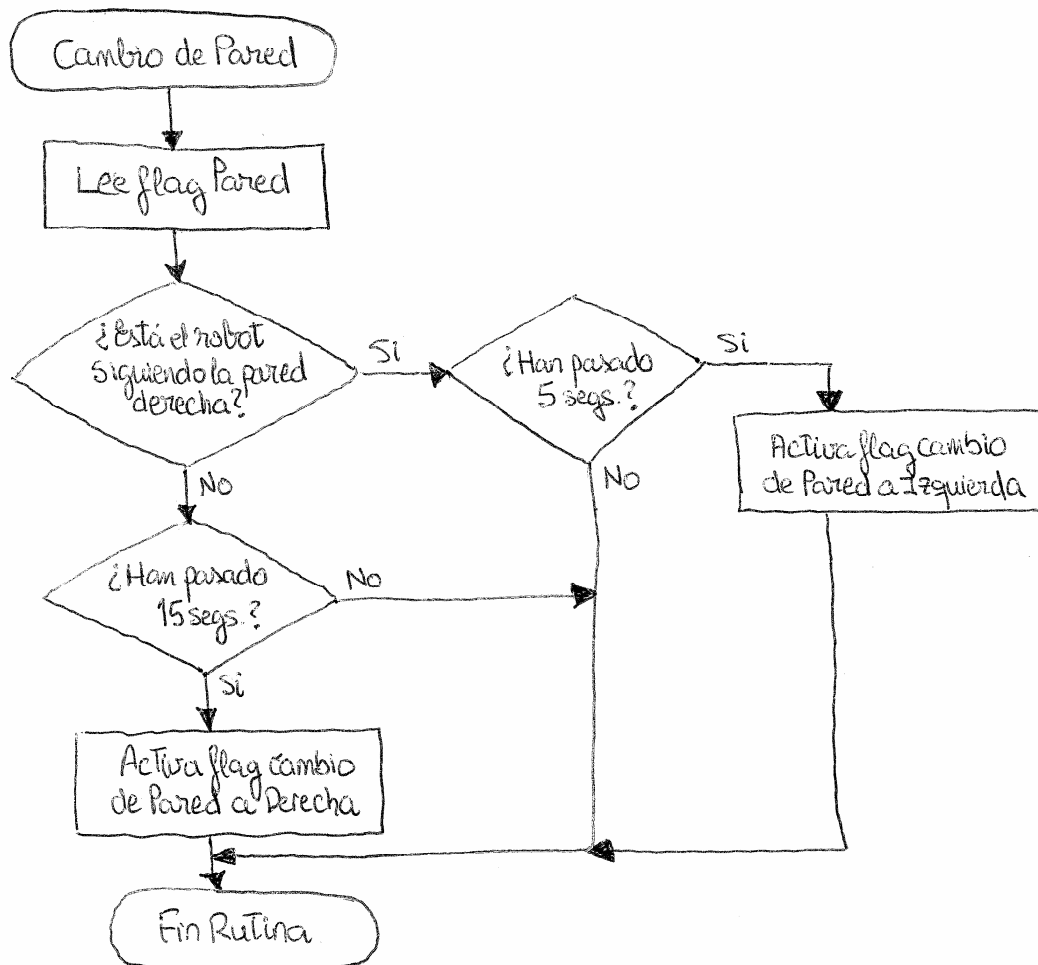 Cambio de Pared
Lee flag Pared
¿Está el robot
siguiendo la pared
derecha?
Si
¿Han pasado
5 segs.?
Si
Activa flag cambio
de Pared a Izquierda
No
No
¿Han pasado
15 segs.?
No
Si
Activa flag cambio
de Pared a Derecha
Fin Rutina